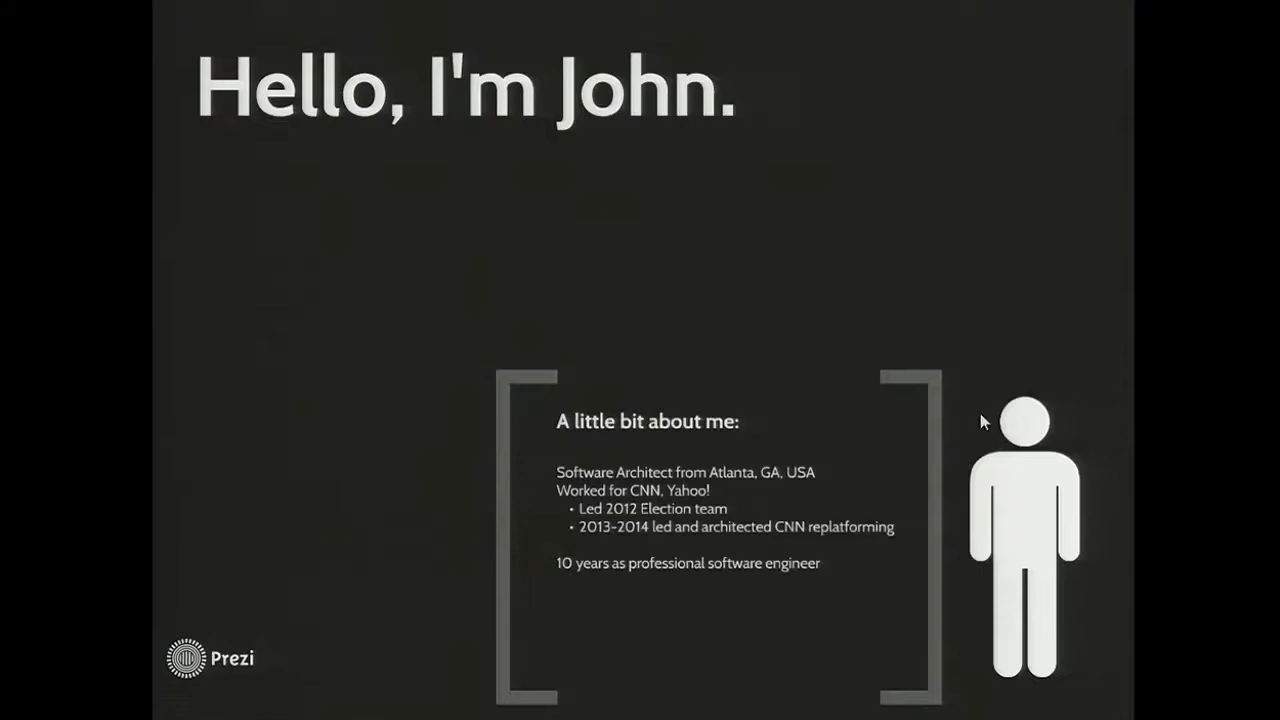 Hello, I'm John.
A little bit about me:
Software Architect from Atlanta, GA, USA
Worked for CNN, Yahoo!
• Led 2012 Election team
• 2013-2014 led and architected CNN replatforming
10 years as professional software engineer
Prezi